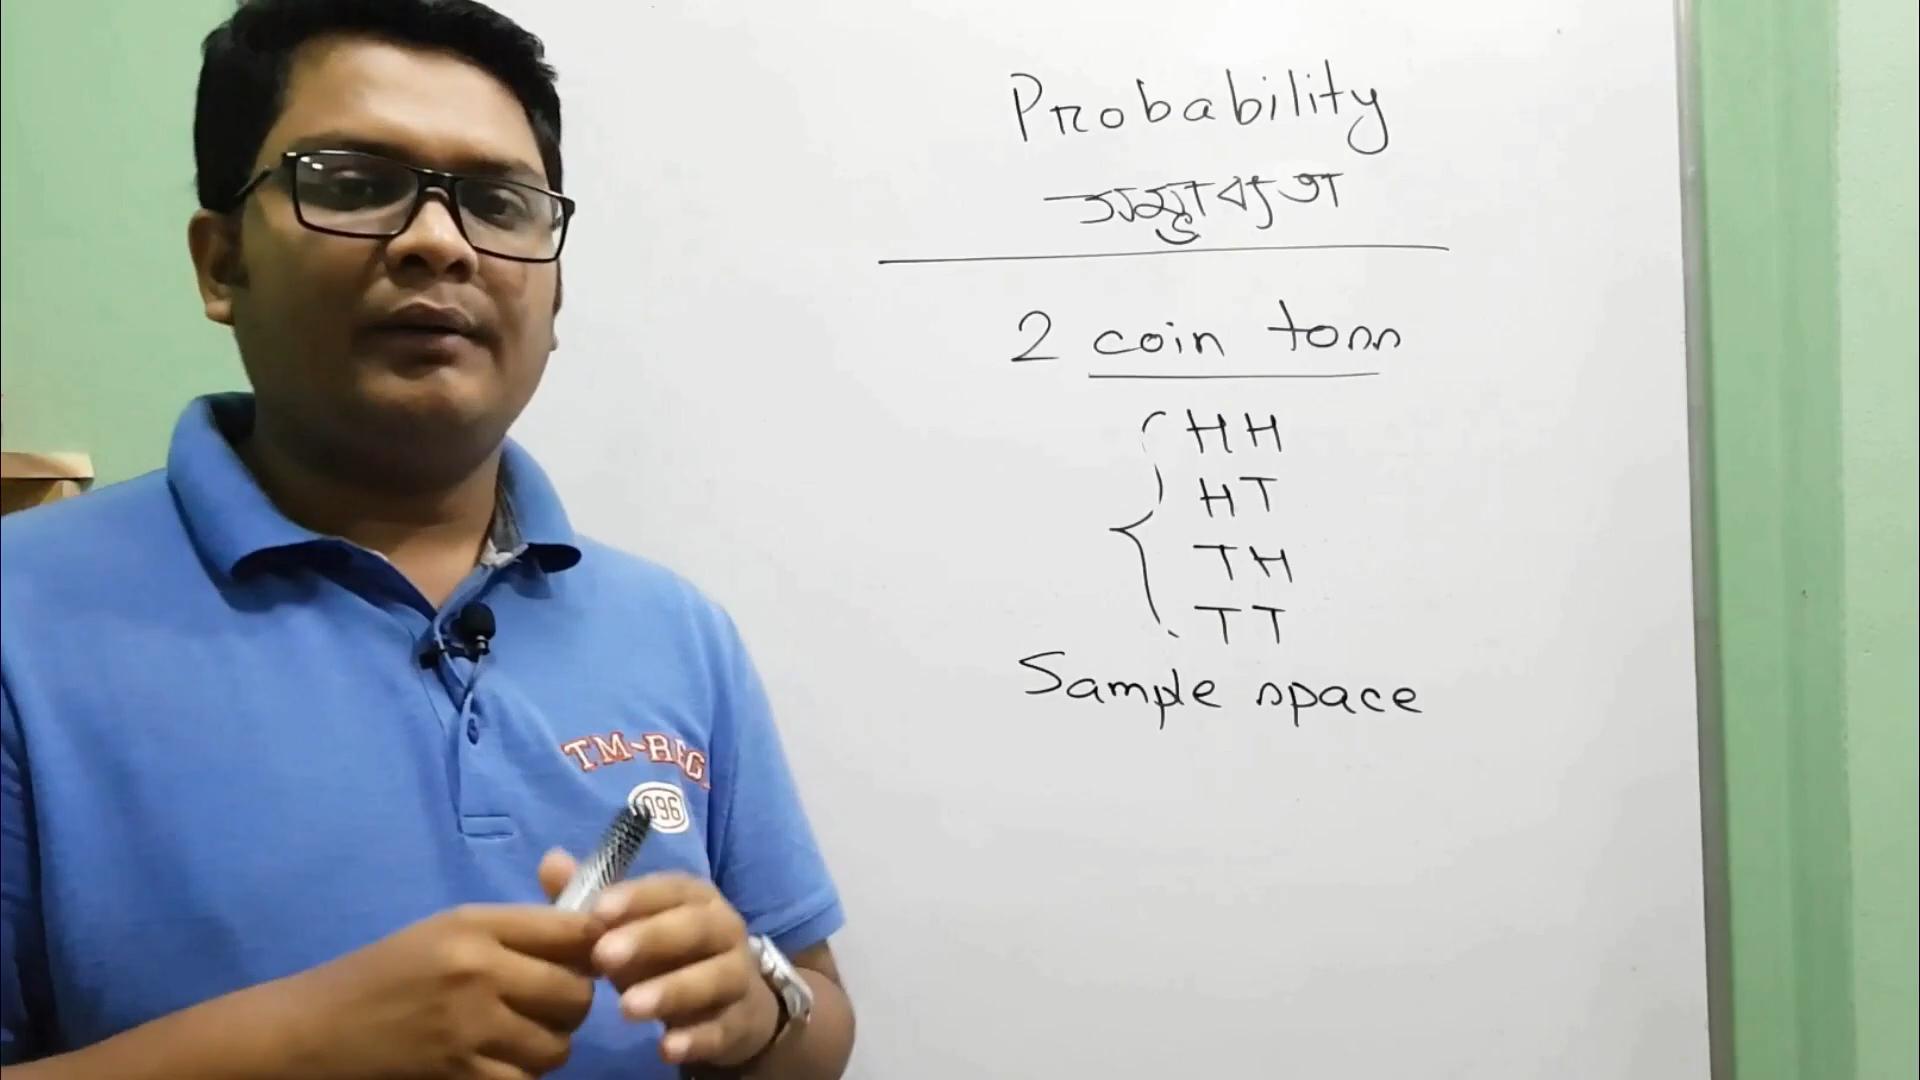 Probability
সম্ভাব্যতা
2 coin toss
HH
HT
TH
TT
Sample space
TM-REG.
096